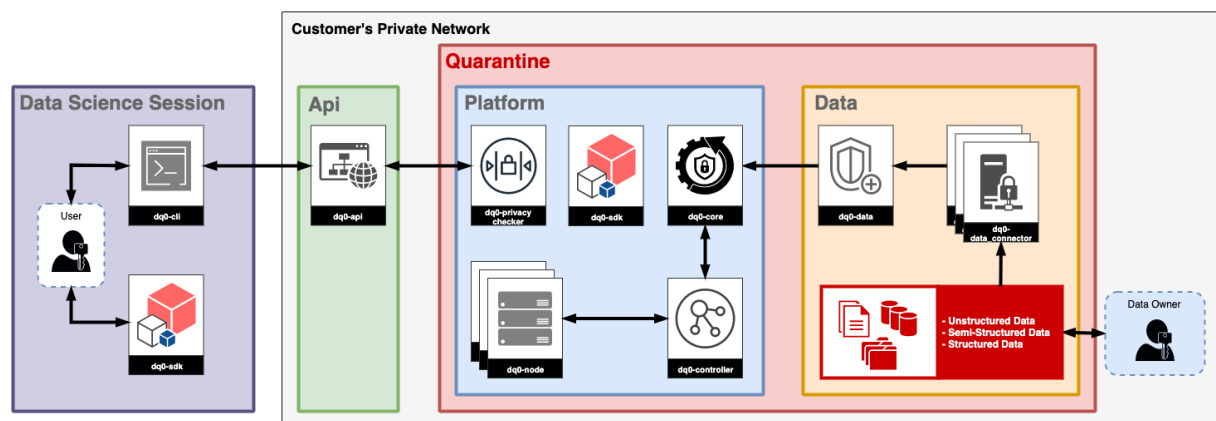 Customer's Private Network
Quarantine
Data Science Session
Api
Platform
Data
dq0-cli
dq0-api
dq0-privacy
checker
dq0-sdk
dq0-core
dq0-data
dq0-
data_connector
User
dq0-sdk
dq0-node
dq0-controller
- Unstructured Data
- Semi-Structured Data
- Structured Data
Data Owner